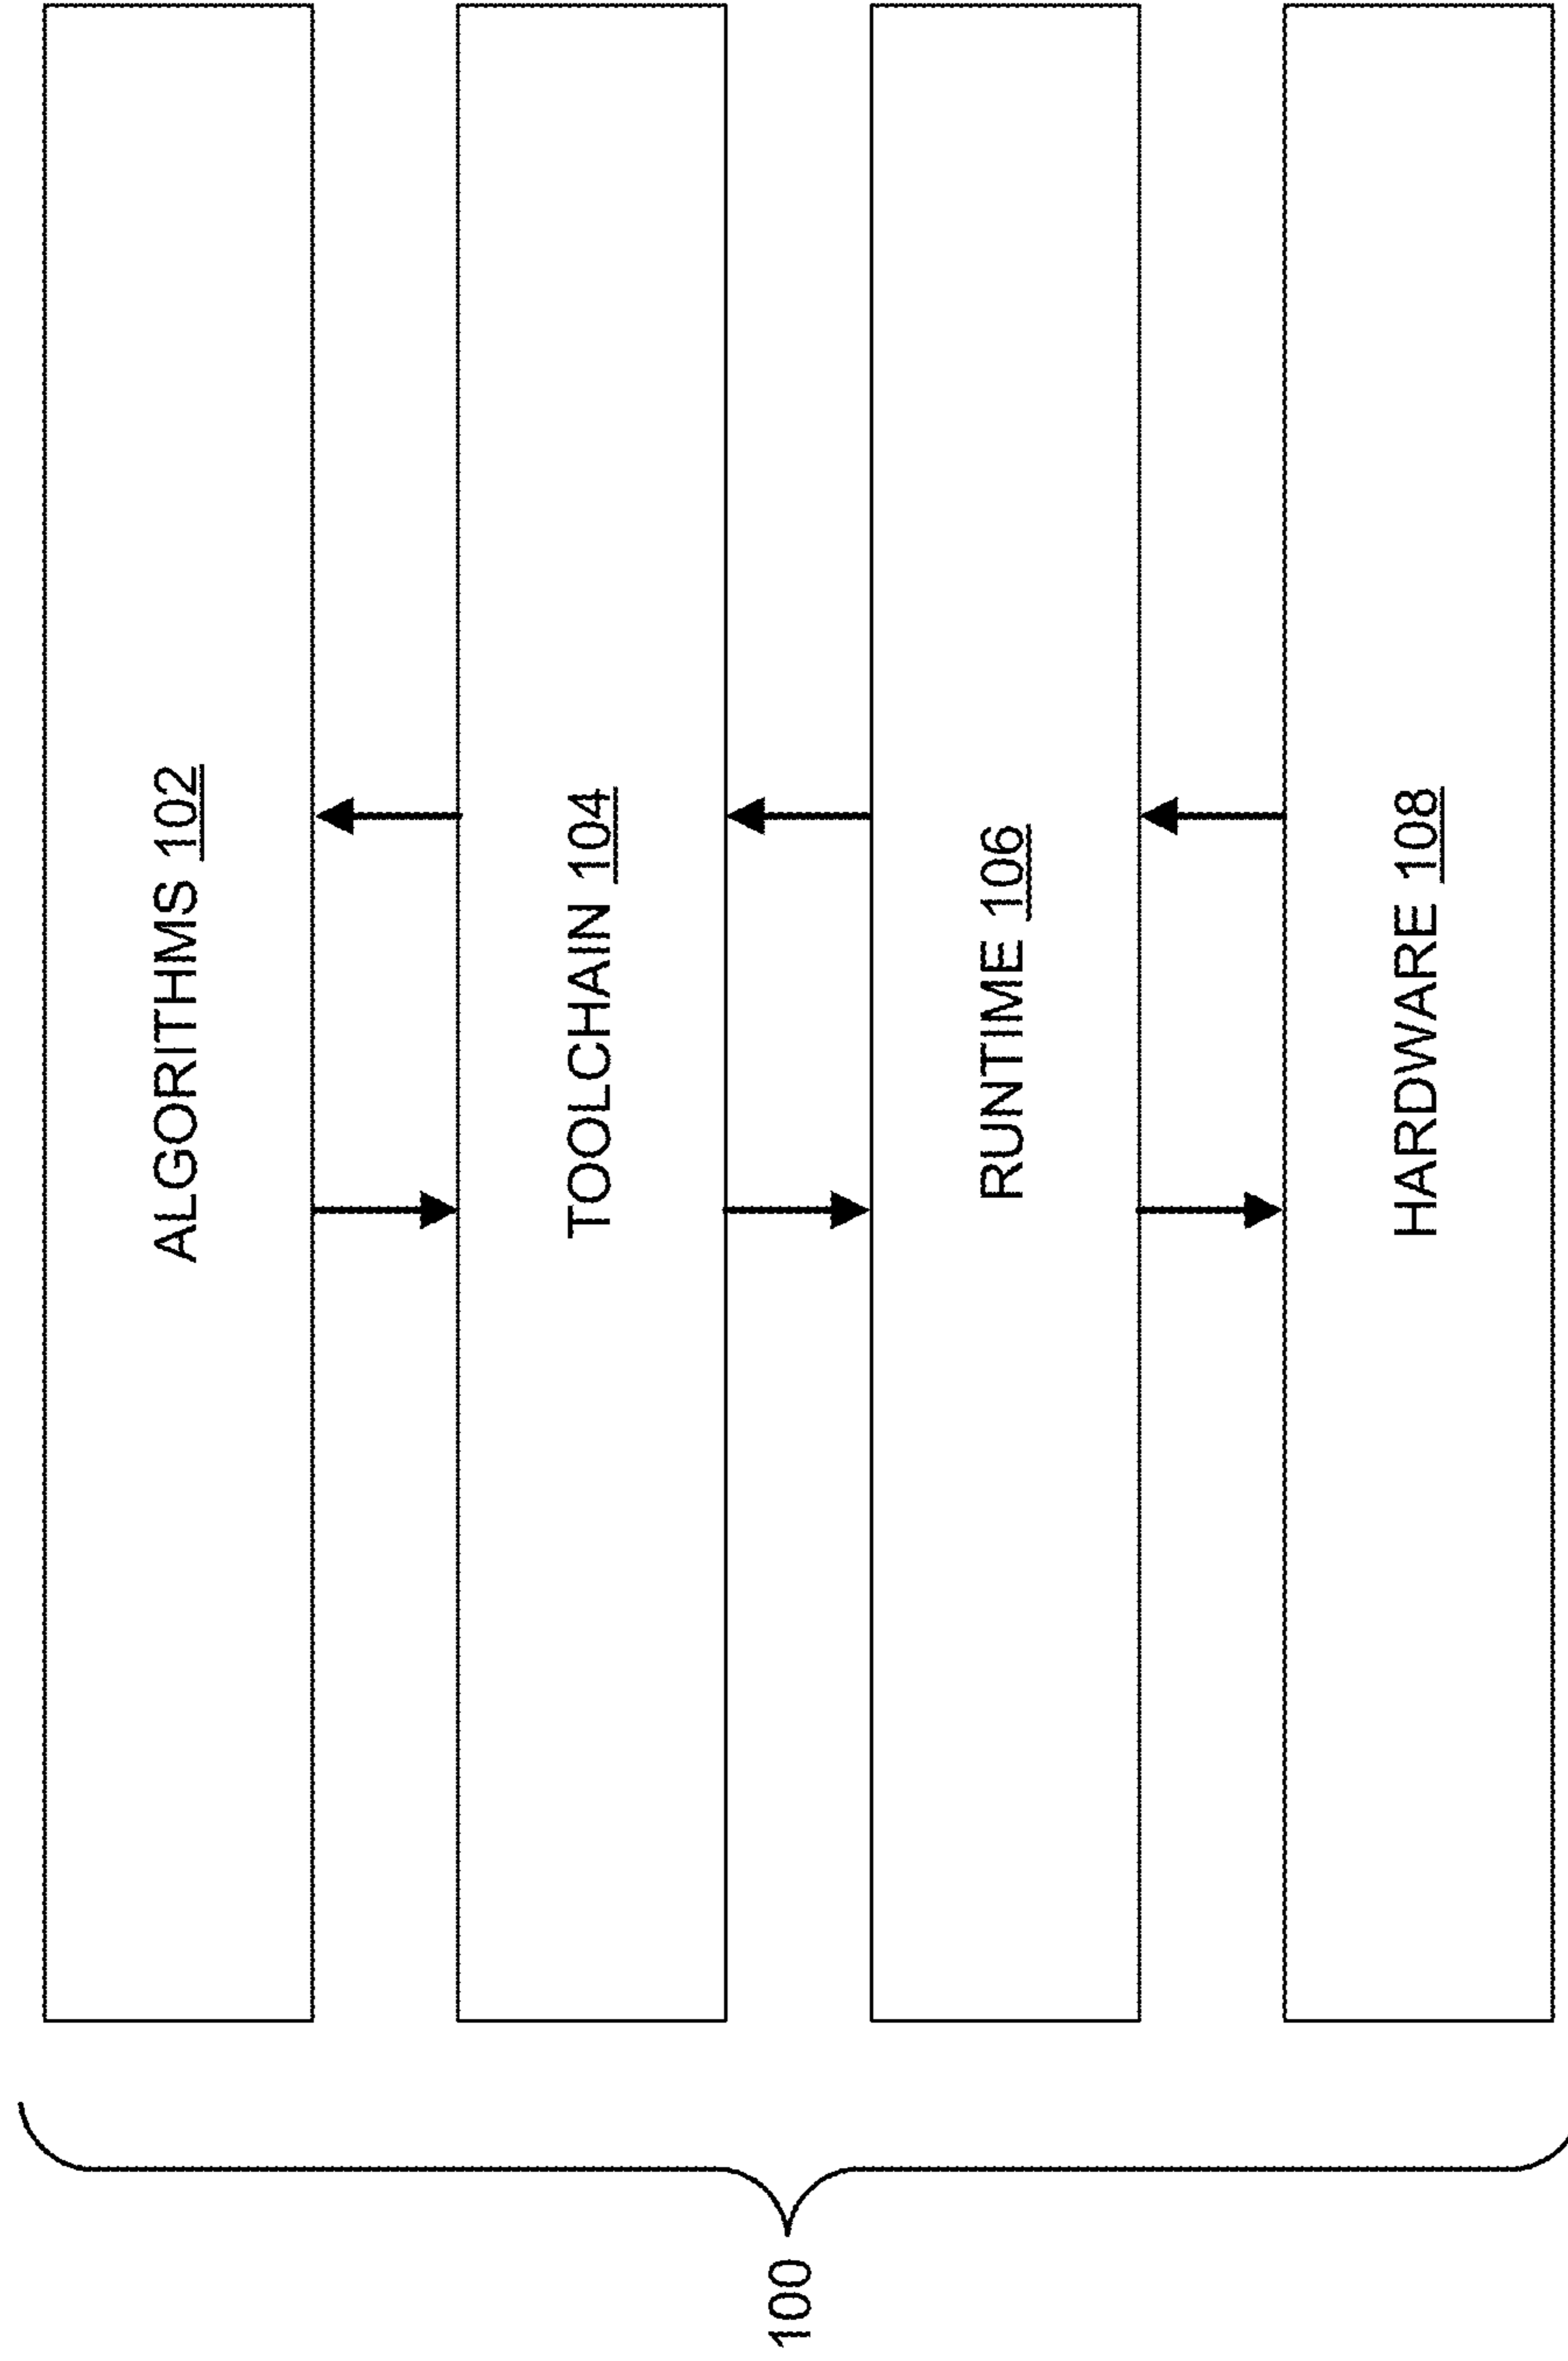 100
ALGORITHMS 102
TOOLCHAIN 104
RUNTIME 106
HARDWARE 108